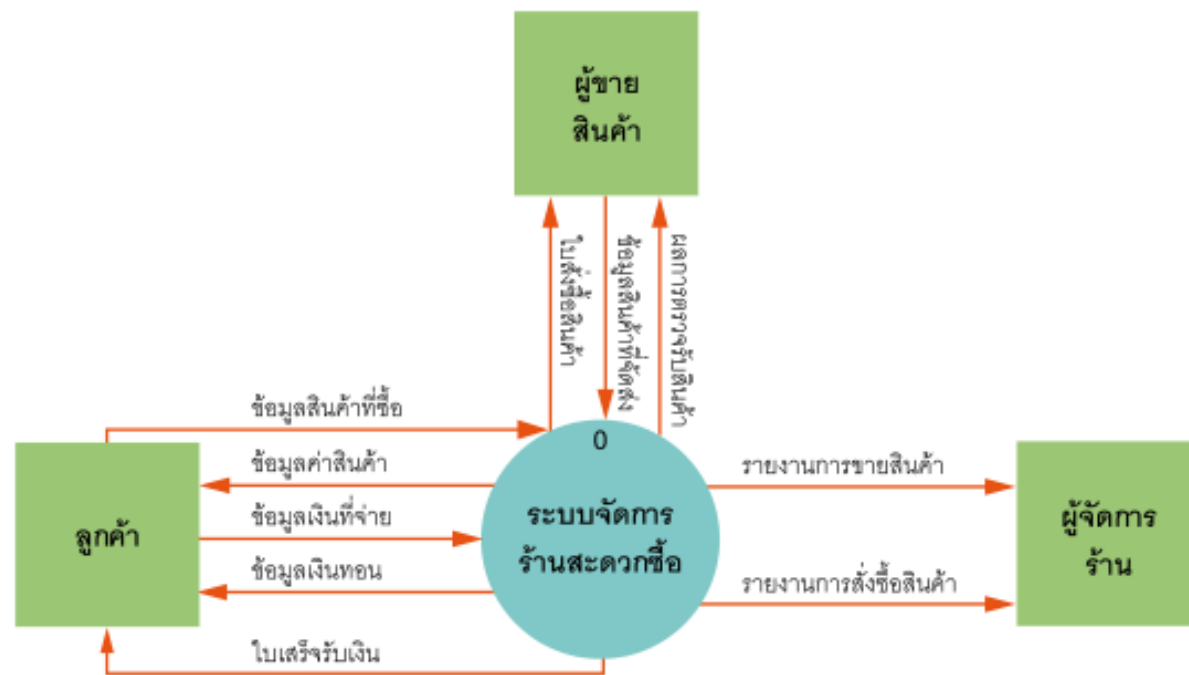 ผู้ขาย
สินค้า
ใบสั่งซื้อสินค้า
ข้อมูลสินค้าที่จัดส่ง
ผลการตรวจรับสินค้า
ข้อมูลสินค้าที่ซื้อ
ข้อมูลค่าสินค้า
ข้อมูลเงินที่จ่าย
ข้อมูลเงินทอน
ใบเสร็จรับเงิน
ลูกค้า
0
ระบบจัดการ
ร้านสะดวกซื้อ
รายงานการขายสินค้า
รายงานการสั่งซื้อสินค้า
ผู้จัดการ
ร้าน